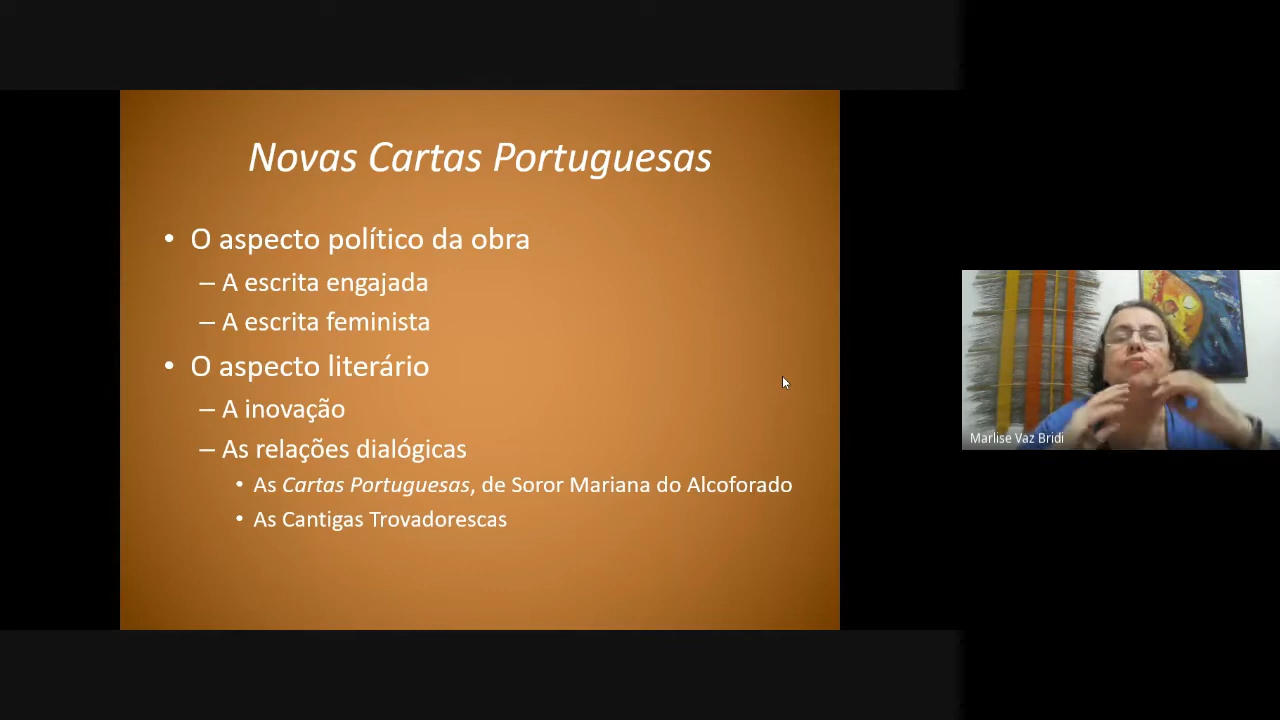 Novas Cartas Portuguesas
• O aspecto político da obra
– A escrita engajada
– A escrita feminista
• O aspecto literário
– A inovação
– As relações dialógicas
• As Cartas Portuguesas, de Soror Mariana do Alcoforado
• As Cantigas Trovadorescas
Marlise Vaz Bridi